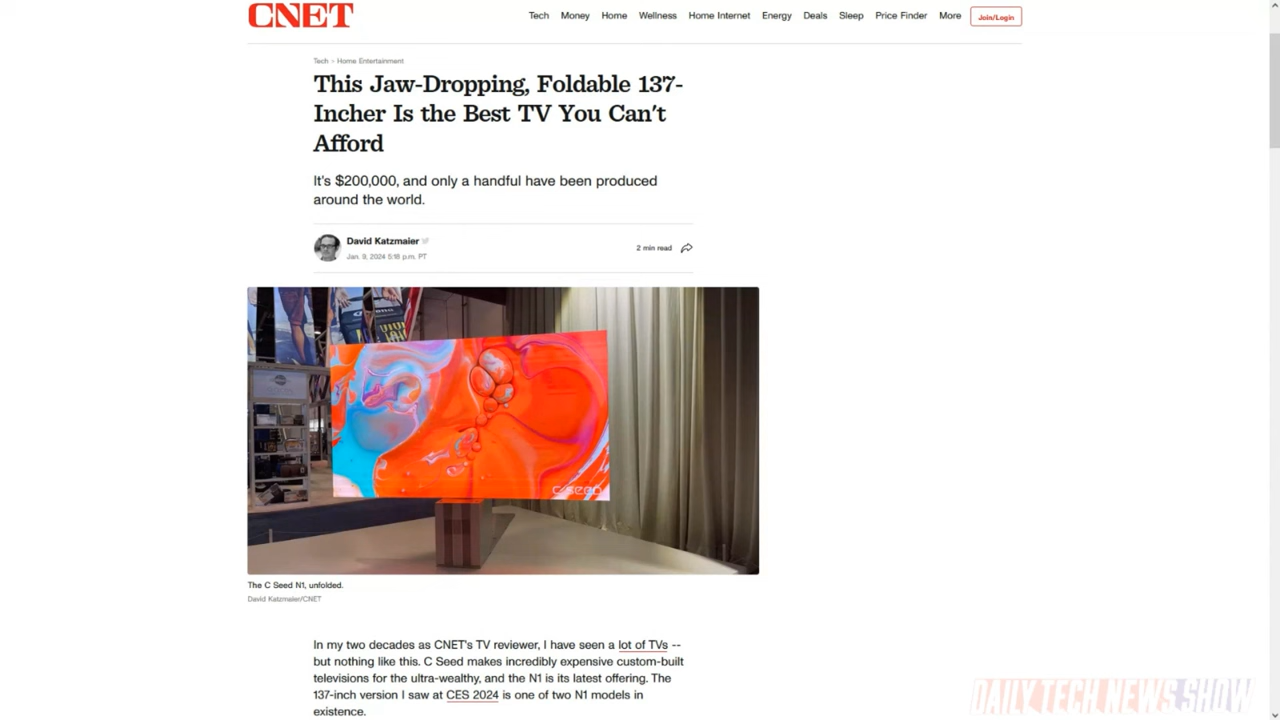 CNET
Tech Money Home Wellness Home Internet Energy Deals Sleep Price Finder More Join/Login
Tech > Home Entertainment
This Jaw-Dropping, Foldable 137-
Incher Is the Best TV You Can't
Afford
It's $200,000, and only a handful have been produced
around the world.
David Katzmaier
2 min read
Jan. 9, 2024 5:18 p.m. PT
C SEED
The C Seed N1, unfolded.
David Katzmaier/CNET
In my two decades as CNET's TV reviewer, I have seen a lot of TVs --
but nothing like this. C Seed makes incredibly expensive custom-built
televisions for the ultra-wealthy, and the N1 is its latest offering. The
137-inch version I saw at CES 2024 is one of two N1 models in
existence.
DAILY TECH NEWS SHOW